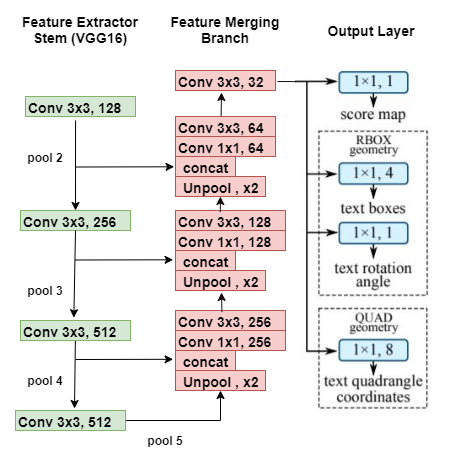 Feature Extractor
Stem (VGG16)
Feature Merging
Branch
Output Layer
Conv 3x3, 128
pool 2
Conv 3x3, 256
pool 3
Conv 3x3, 512
pool 4
Conv 3x3, 512
pool 5
Conv 3x3, 32
Conv 3x3, 64
Conv 1x1, 64
concat
Unpool , x2
Conv 3x3, 128
Conv 1x1, 128
concat
Unpool , x2
Conv 3x3, 256
Conv 1x1, 256
concat
Unpool , x2
1×1, 1
score map
RBOX
geometry
1×1, 4
text boxes
1×1, 1
text rotation
angle
QUAD
geometry
1×1, 8
text quadrangle
coordinates